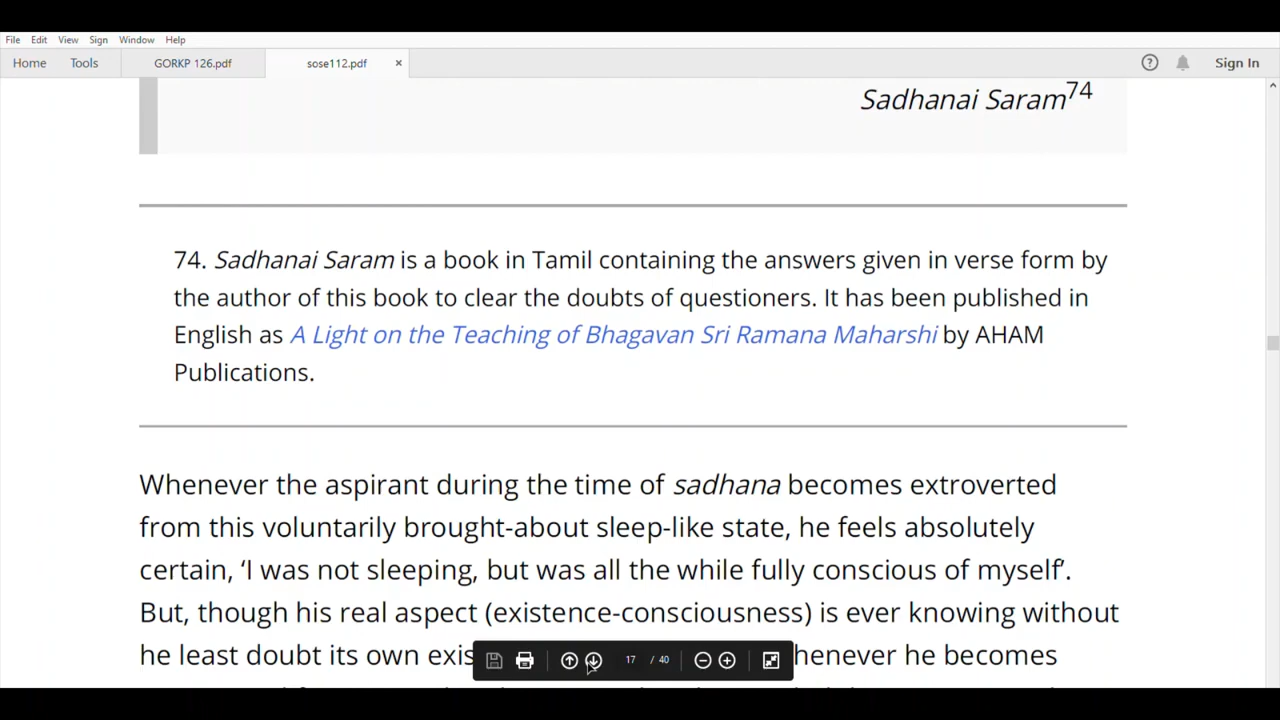 File Edit View Sign Window Help
Home Tools GORKP 126.pdf sose112.pdf × ? Sign In
Sadhanai Saram74
74. Sadhanai Saram is a book in Tamil containing the answers given in verse form by
the author of this book to clear the doubts of questioners. It has been published in
English as A Light on the Teaching of Bhagavan Sri Ramana Maharshi by AHAM
Publications.
Whenever the aspirant during the time of sadhana becomes extroverted
from this voluntarily brought-about sleep-like state, he feels absolutely
certain, ‘I was not sleeping, but was all the while fully conscious of myself’.
But, though his real aspect (existence-consciousness) is ever knowing without
he least doubt its own henever he becomes
17 / 40